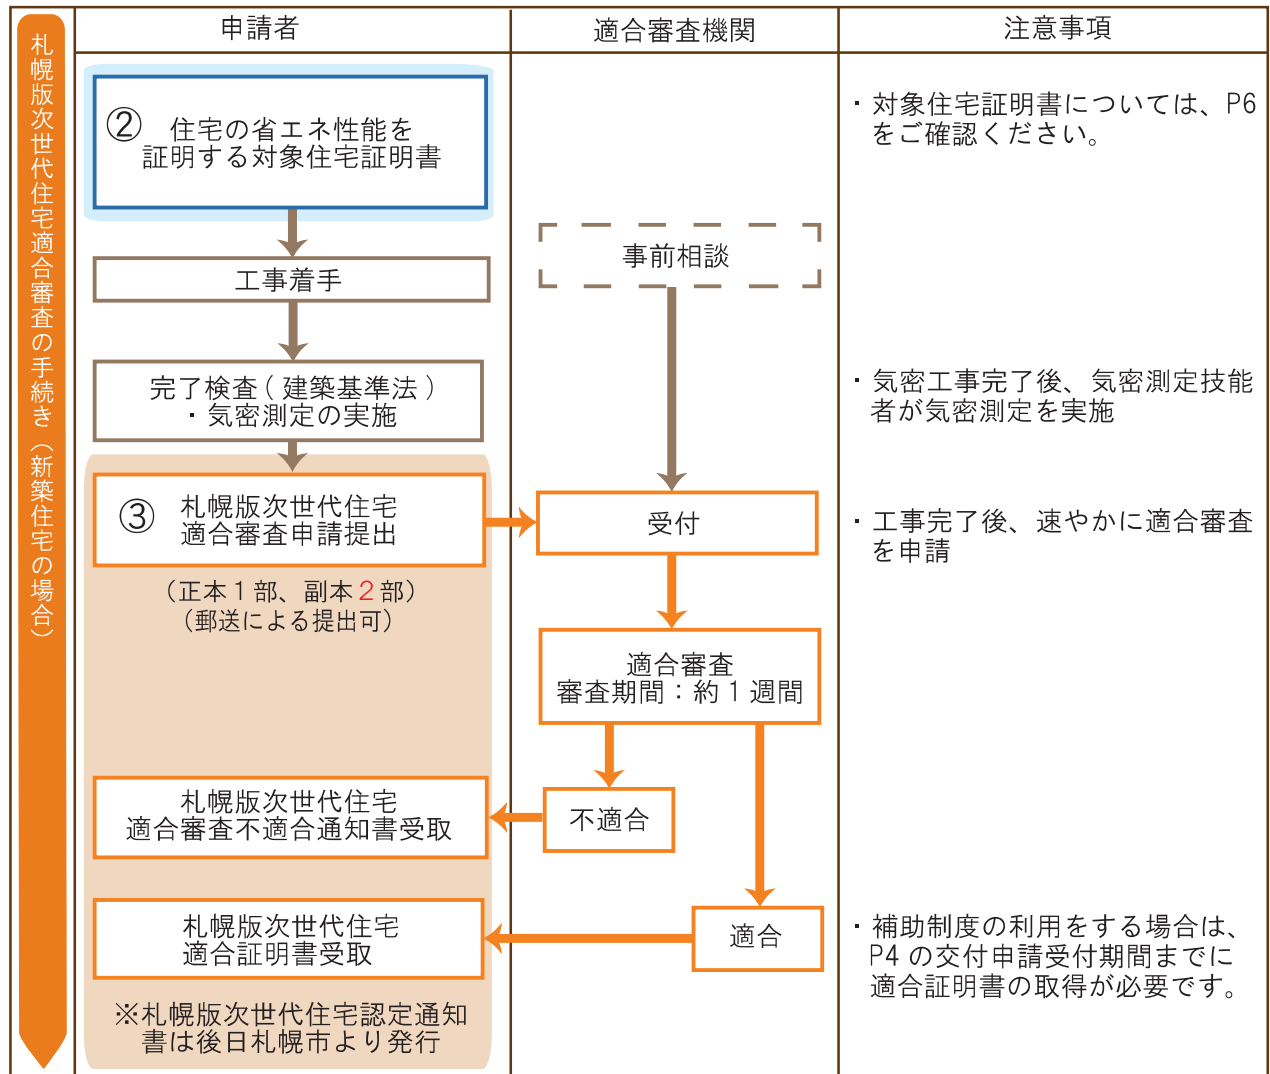 札幌版次世代住宅適合審査の手続き（新築住宅の場合）
申請者
適合審査機関
注意事項
② 住宅の省エネ性能を
証明する対象住宅証明書
・対象住宅証明書については、P6
をご確認ください。
事前相談
工事着手
完了検査(建築基準法)
・気密測定の実施
・気密工事完了後、気密測定技能
者が気密測定を実施
③ 札幌版次世代住宅
適合審査申請提出
受付
・工事完了後、速やかに適合審査
を申請
（正本1部、副本2部）
（郵送による提出可）
適合審査
審査期間：約1週間
札幌版次世代住宅
適合審査不適合通知書受取
不適合
札幌版次世代住宅
適合証明書受取
適合
・補助制度の利用をする場合は、
P4の交付申請受付期間までに
適合証明書の取得が必要です。
※札幌版次世代住宅認定通知
書は後日札幌市より発行